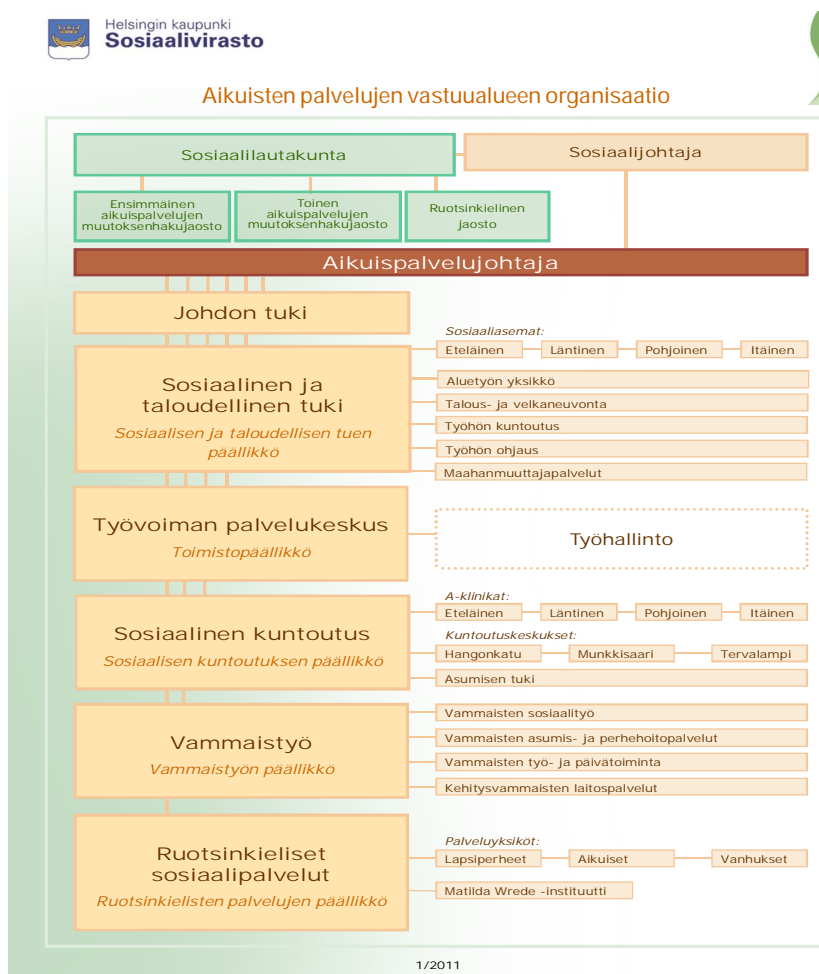 Helsingin kaupunki
Sosiaalivirasto
Aikuisten palvelujen vastuualueen organisaatio
Sosiaalilautakunta
Sosiaalijohtaja
Ensimmäinen
aikuispalvelujen
muutoksenhakujaosto
Toinen
aikuispalvelujen
muutoksenhakujaosto
Ruotsinkielinen
jaosto
Aikuispalvelujohtaja
Johdon tuki
Sosiaalinen ja
taloudellinen tuki
Sosiaalisen ja taloudellisen tuen
päällikkö
Sosiaaliasemat:
Eteläinen Läntinen Pohjoinen Itäinen
Aluetyön yksikkö
Talous- ja velkaneuvonta
Työhön kuntoutus
Työhön ohjaus
Maahanmuuttajapalvelut
Työvoiman palvelukeskus
Toimistopäällikkö
Työhallinto
Sosiaalinen kuntoutus
Sosiaalisen kuntoutuksen päällikkö
A-klinikat:
Eteläinen Läntinen Pohjoinen Itäinen
Kuntoutuskeskukset:
Hangonkatu Munkkisaari Tervalampi
Asumisen tuki
Vammaistyö
Vammaistyön päällikkö
Vammaisten sosiaalityö
Vammaisten asumis- ja perhehoitopalvelut
Vammaisten työ- ja päivätoiminta
Kehitysvammaisten laitospalvelut
Ruotsinkieliset
sosiaalipalvelut
Ruotsinkielisten palvelujen päällikkö
Palveluyksiköt:
Lapsiperheet Aikuiset Vanhukset
Matilda Wrede -instituutti
1/2011